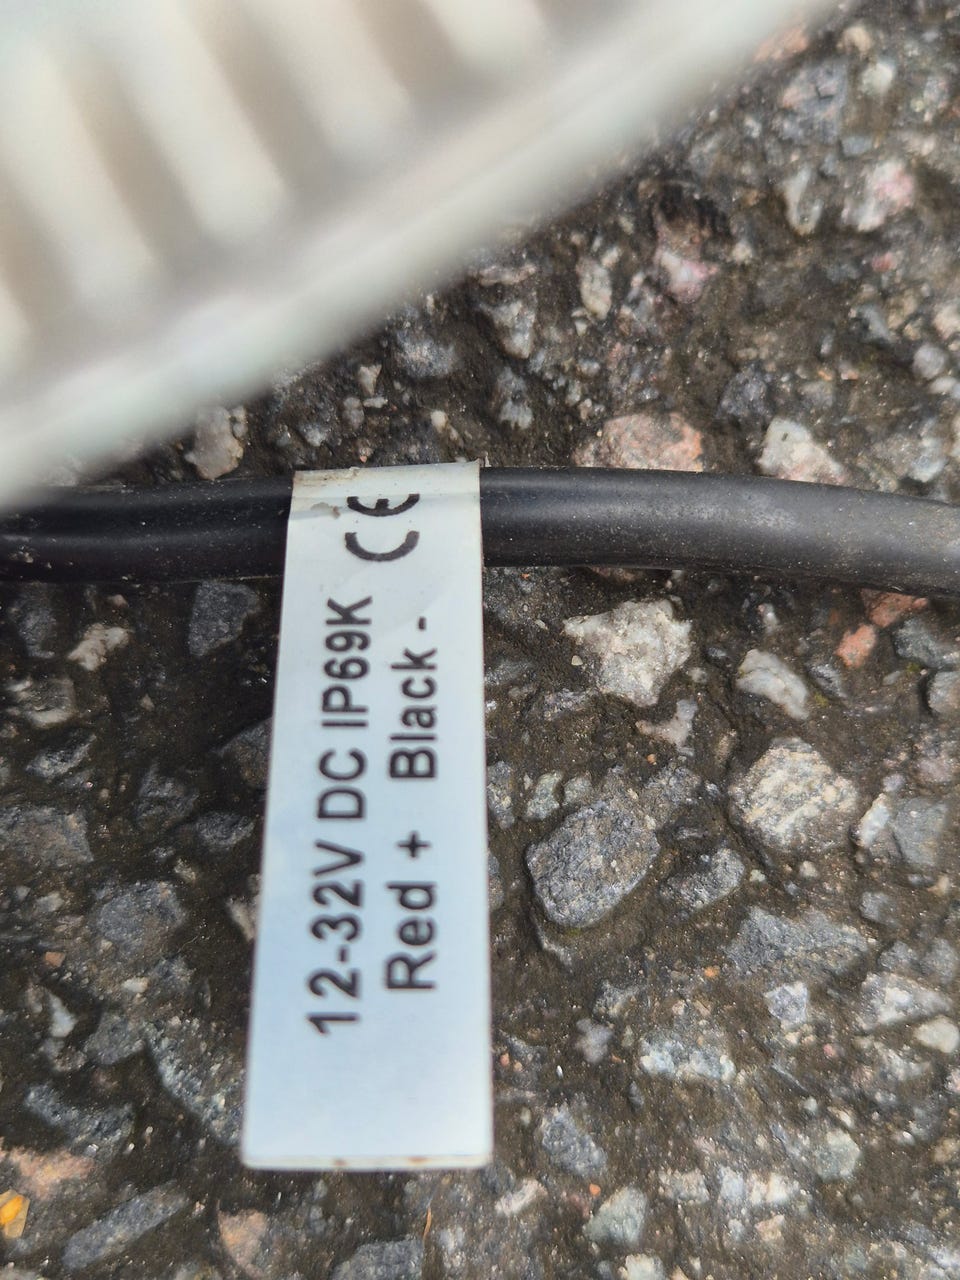 12-32V DC IP69K CE
Red + Black -